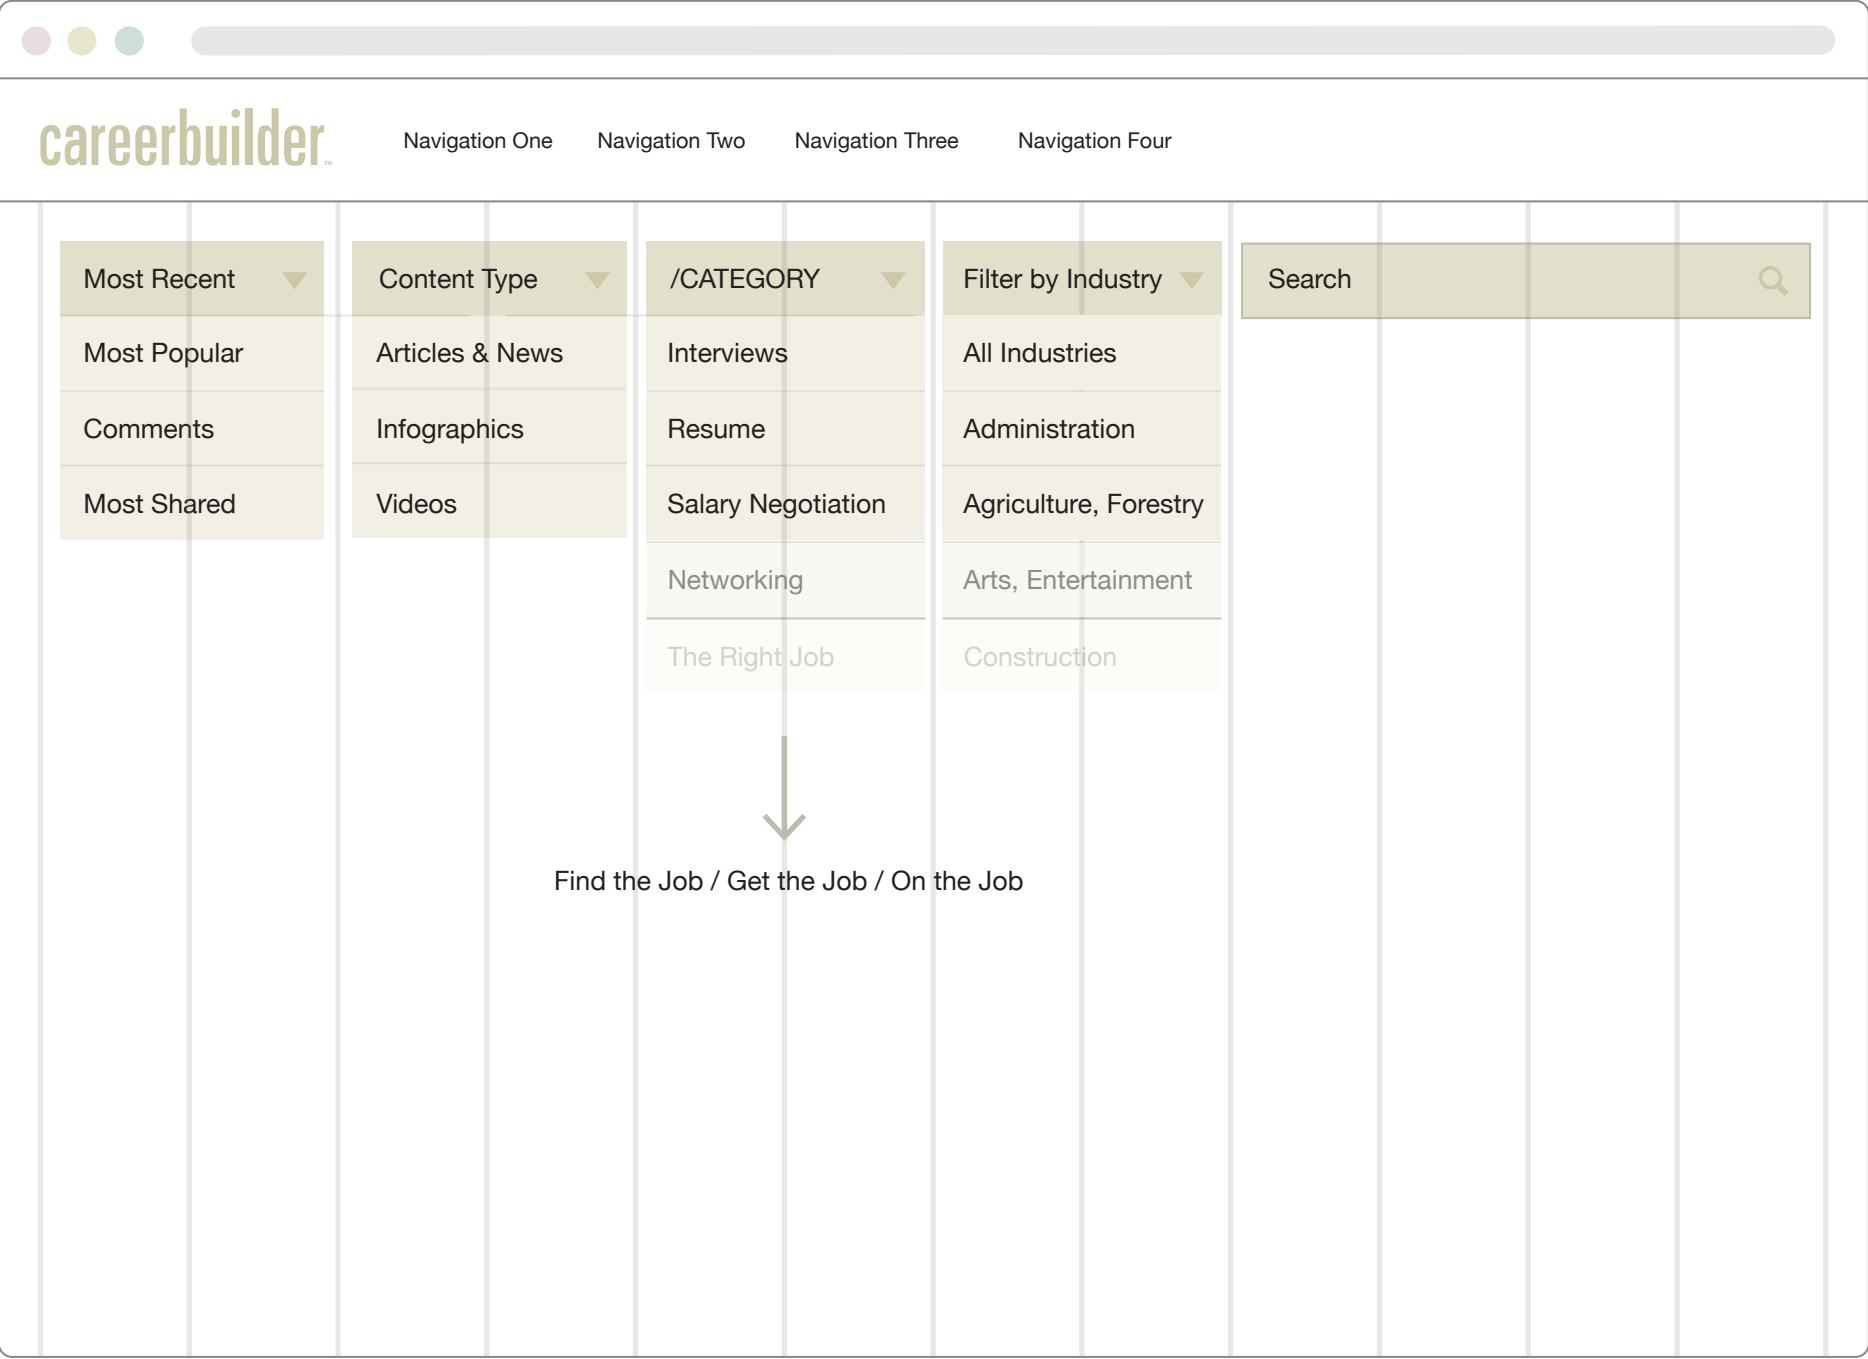 careerbuilder™
Navigation One Navigation Two Navigation Three Navigation Four
Most Recent Content Type /CATEGORY Filter by Industry Search
Most Popular Articles & News Interviews All Industries
Comments Infographics Resume Administration
Most Shared Videos Salary Negotiation Agriculture, Forestry
Networking Arts, Entertainment
The Right Job Construction
Find the Job / Get the Job / On the Job